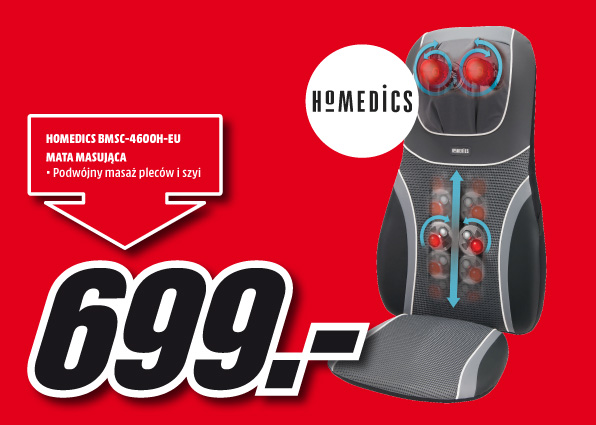 HOMEDICS
HOMEDICS BMSC-4600H-EU
MATA MASUJĄCA
• Podwójny masaż pleców i szyi
699.-